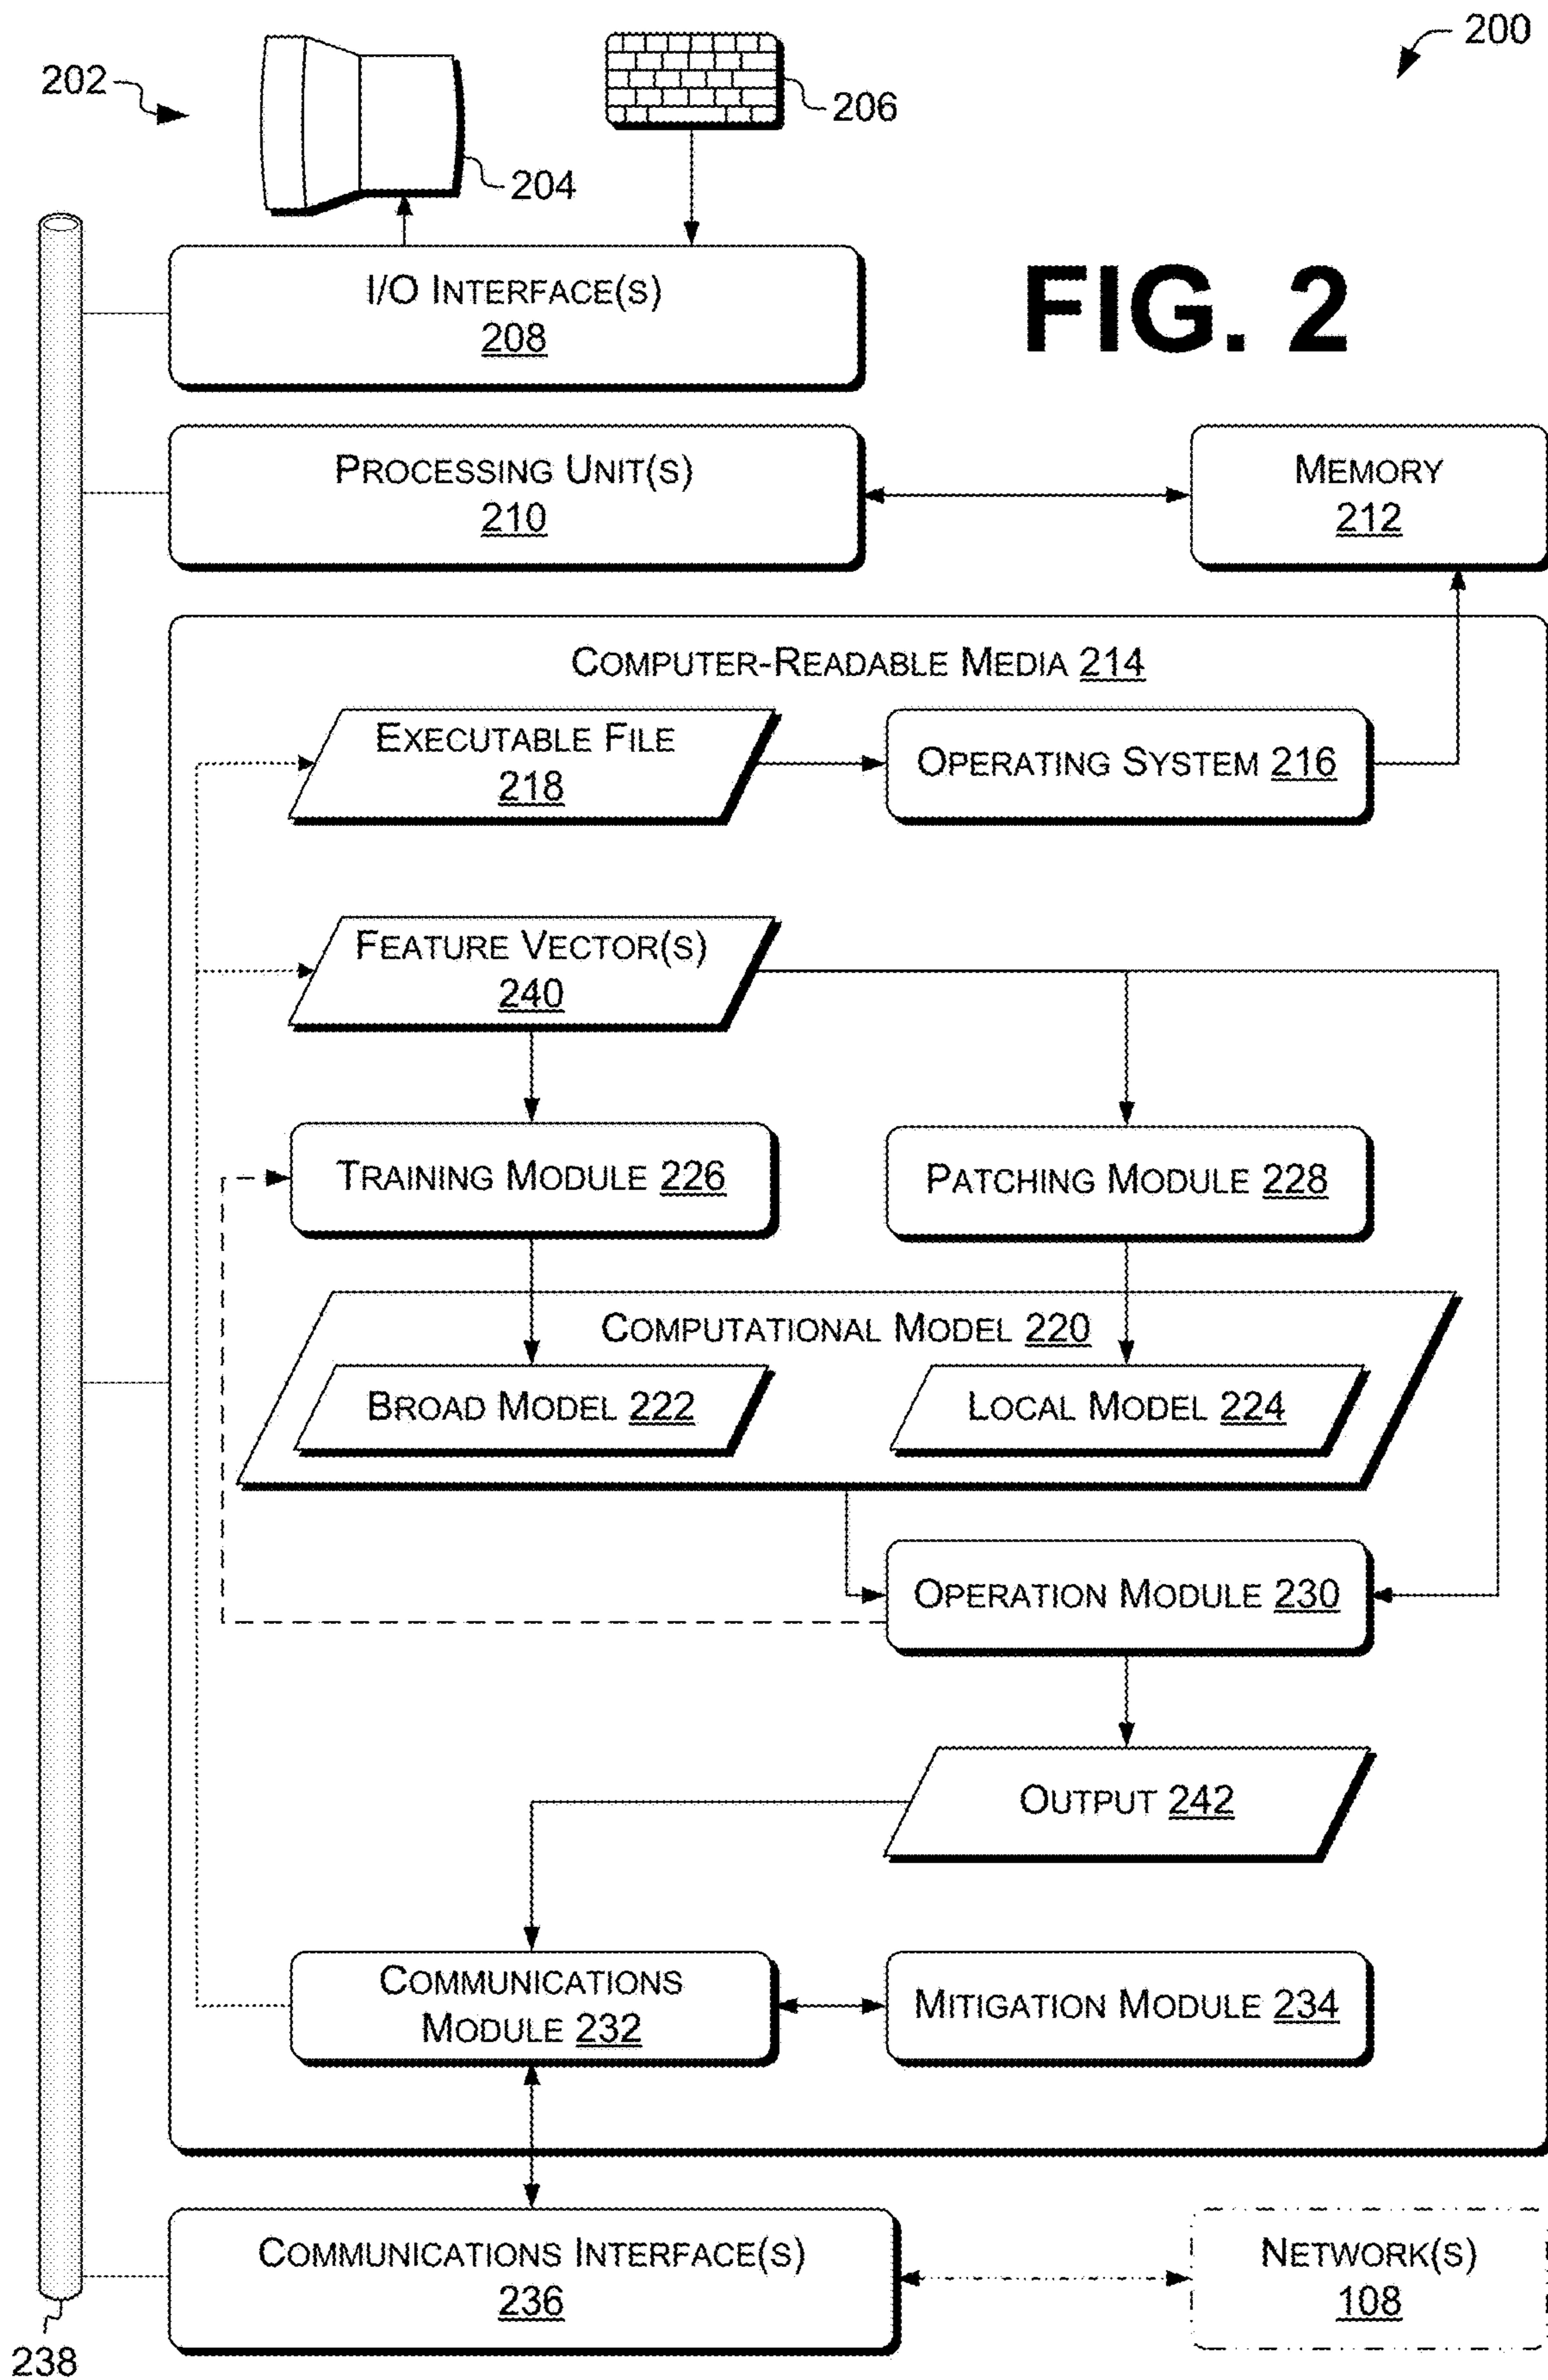 200
202
206
204
I/O INTERFACE(S)
208
FIG. 2
PROCESSING UNIT(S)
210
MEMORY
212
COMPUTER-READABLE MEDIA 214
EXECUTABLE FILE
218
OPERATING SYSTEM 216
FEATURE VECTOR(S)
240
TRAINING MODULE 226
PATCHING MODULE 228
COMPUTATIONAL MODEL 220
BROAD MODEL 222
LOCAL MODEL 224
OPERATION MODULE 230
OUTPUT 242
COMMUNICATIONS
MODULE 232
MITIGATION MODULE 234
COMMUNICATIONS INTERFACE(S)
236
NETWORK(S)
108
238